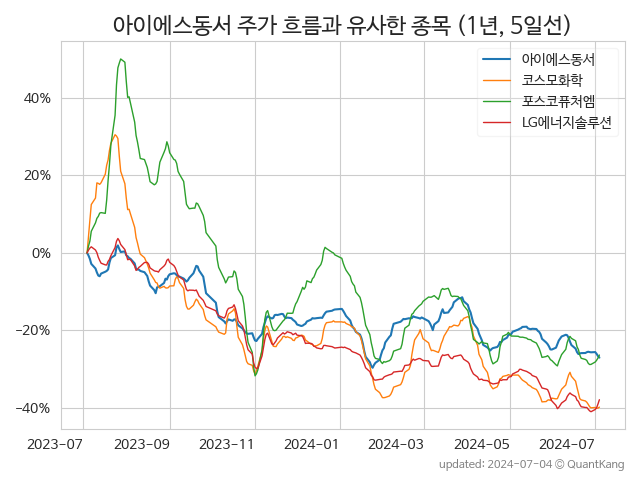 아이에스동서 주가 흐름과 유사한 종목 (1년, 5일선)
아이에스동서
코스모화학
포스코퓨처엠
LG에너지솔루션
40%
20%
0%
−20%
−40%
2023-07 2023-09 2023-11 2024-01 2024-03 2024-05 2024-07
updated: 2024-07-04 © QuantKang